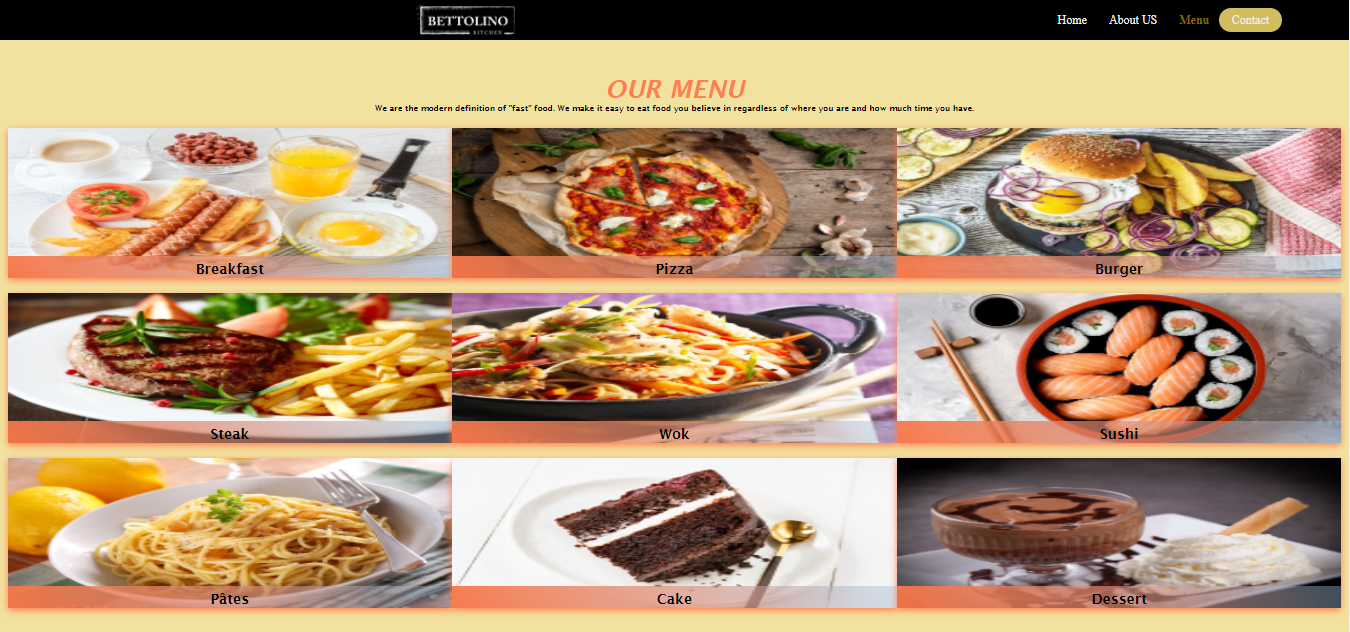 BETTOLINO
KITCHEN
Home About US Menu Contact
OUR MENU
We are the modern definition of "fast" food. We make it easy to eat food you believe in regardless of where you are and how much time you have.
Breakfast Pizza Burger
Steak Wok Sushi
Pâtes Cake Dessert